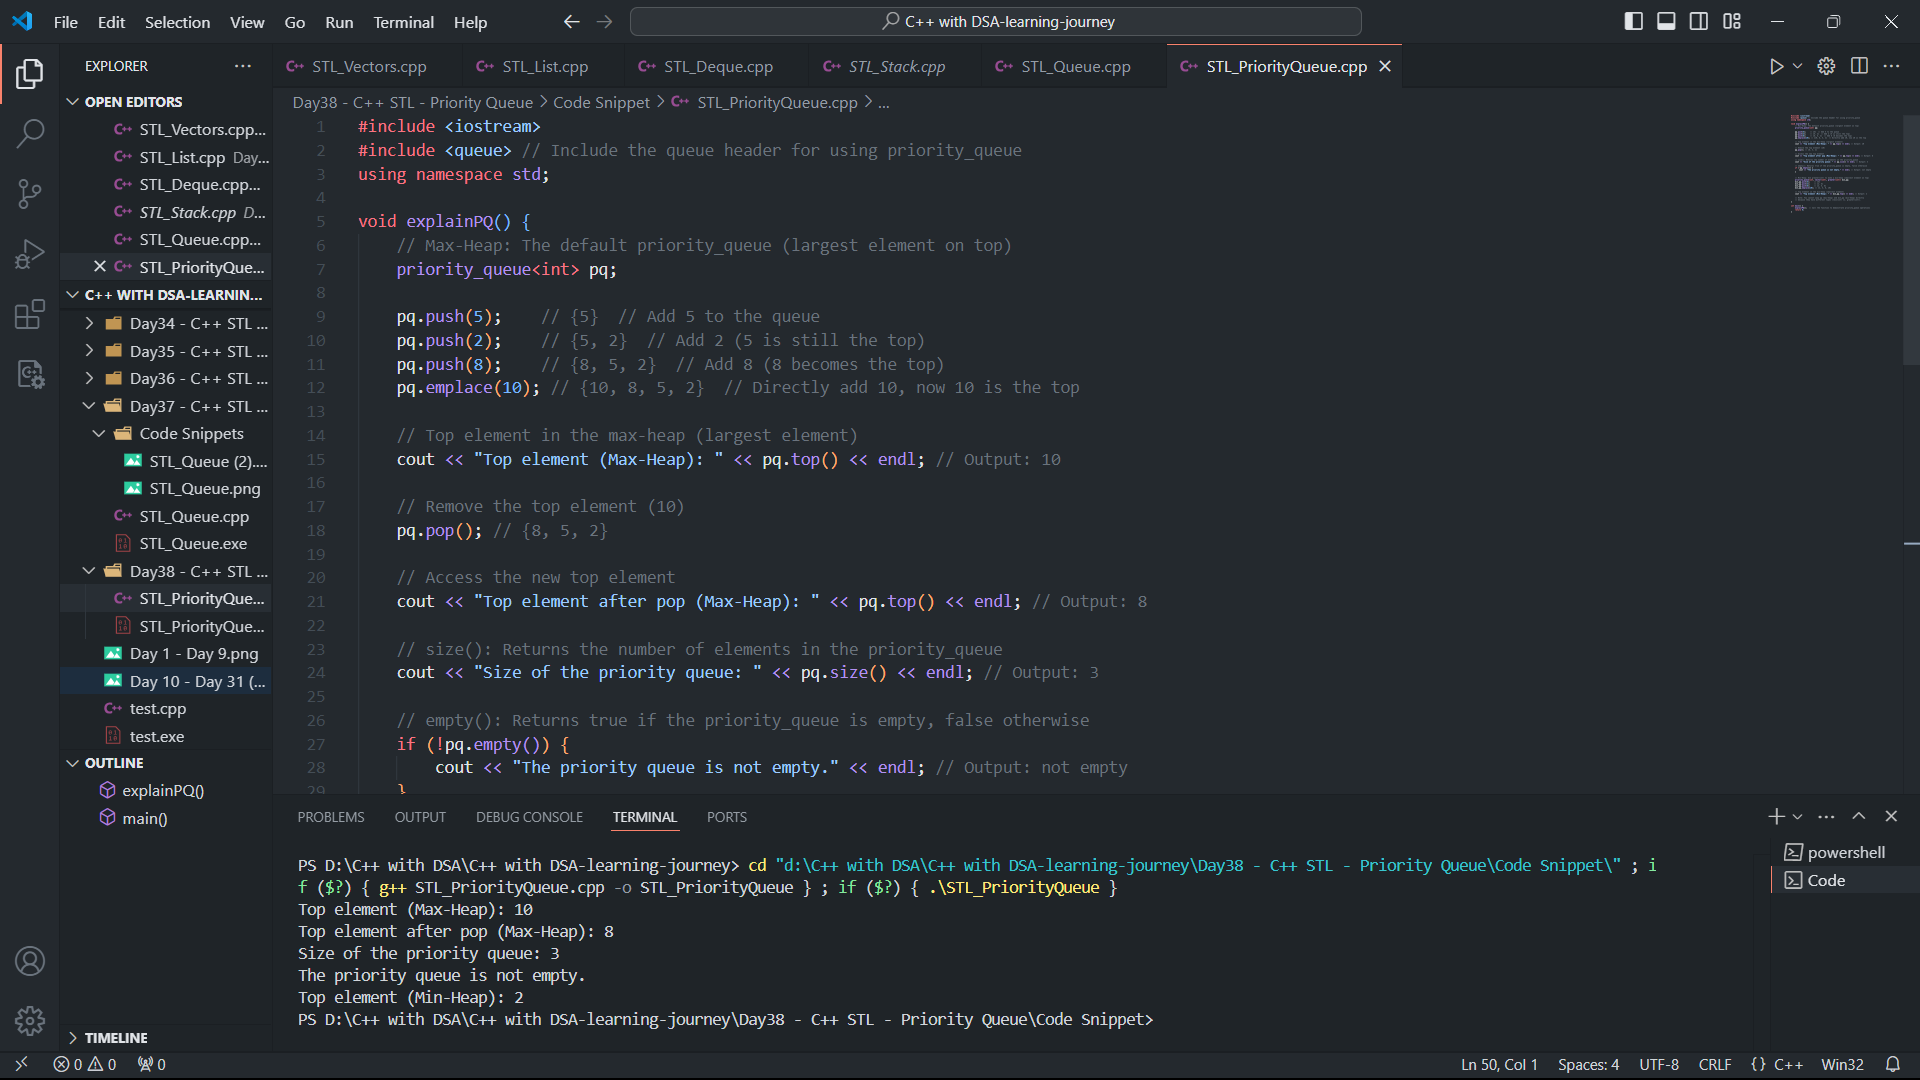 File Edit Selection View Go Run Terminal Help
C++ with DSA-learning-journey
EXPLORER
OPEN EDITORS
STL_Vectors.cpp...
STL_List.cpp Day...
STL_Deque.cpp...
STL_Stack.cpp D...
STL_Queue.cpp...
STL_PriorityQue...
C++ WITH DSA-LEARNIN...
Day34 - C++ STL ...
Day35 - C++ STL ...
Day36 - C++ STL ...
Day37 - C++ STL ...
Code Snippets
STL_Queue (2)....
STL_Queue.png
STL_Queue.cpp
STL_Queue.exe
Day38 - C++ STL ...
STL_PriorityQue...
STL_PriorityQue...
Day 1 - Day 9.png
Day 10 - Day 31 (...
test.cpp
test.exe
OUTLINE
explainPQ()
main()
TIMELINE
STL_Vectors.cpp STL_List.cpp STL_Deque.cpp STL_Stack.cpp STL_Queue.cpp STL_PriorityQueue.cpp
Day38 - C++ STL - Priority Queue > Code Snippet > STL_PriorityQueue.cpp > ...
1 #include <iostream>
2 #include <queue> // Include the queue header for using priority_queue
3 using namespace std;
4
5 void explainPQ() {
6 // Max-Heap: The default priority_queue (largest element on top)
7 priority_queue<int> pq;
8
9 pq.push(5); // {5} // Add 5 to the queue
10 pq.push(2); // {5, 2} // Add 2 (5 is still the top)
11 pq.push(8); // {8, 5, 2} // Add 8 (8 becomes the top)
12 pq.emplace(10); // {10, 8, 5, 2} // Directly add 10, now 10 is the top
13
14 // Top element in the max-heap (largest element)
15 cout << "Top element (Max-Heap): " << pq.top() << endl; // Output: 10
16
17 // Remove the top element (10)
18 pq.pop(); // {8, 5, 2}
19
20 // Access the new top element
21 cout << "Top element after pop (Max-Heap): " << pq.top() << endl; // Output: 8
22
23 // size(): Returns the number of elements in the priority_queue
24 cout << "Size of the priority queue: " << pq.size() << endl; // Output: 3
25
26 // empty(): Returns true if the priority_queue is empty, false otherwise
27 if (!pq.empty()) {
28 cout << "The priority queue is not empty." << endl; // Output: not empty
29 }
PROBLEMS OUTPUT DEBUG CONSOLE TERMINAL PORTS
PS D:\C++ with DSA\C++ with DSA-learning-journey> cd "d:\C++ with DSA\C++ with DSA-learning-journey\Day38 - C++ STL - Priority Queue\Code Snippet\" ; i
f ($?) { g++ STL_PriorityQueue.cpp -o STL_PriorityQueue } ; if ($?) { .\STL_PriorityQueue }
Top element (Max-Heap): 10
Top element after pop (Max-Heap): 8
Size of the priority queue: 3
The priority queue is not empty.
Top element (Min-Heap): 2
PS D:\C++ with DSA\C++ with DSA-learning-journey\Day38 - C++ STL - Priority Queue\Code Snippet>
powershell
Code
0 0 0
Ln 50, Col 1 Spaces: 4 UTF-8 CRLF {} C++ Win32